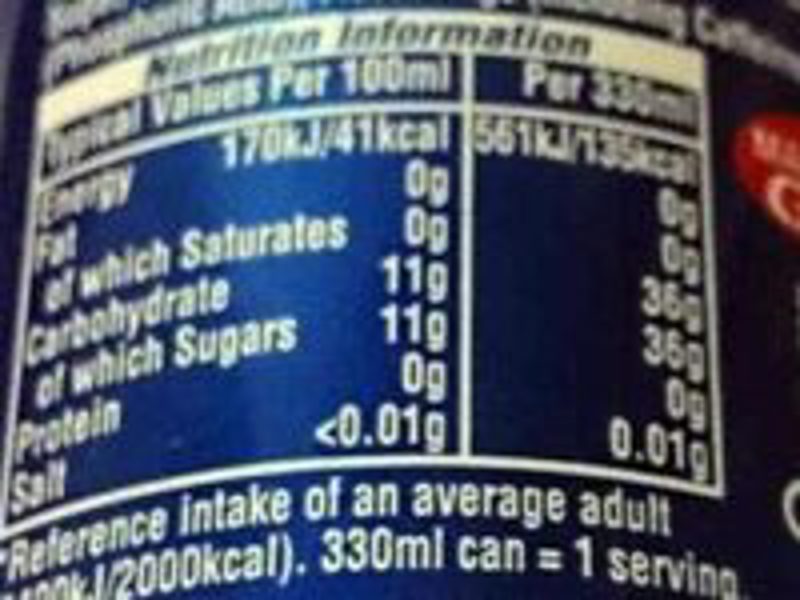 (Phosphoric
Nutrition Information
Typical Values Per 100ml Per 330ml
Energy 170kJ/41kcal 561kJ/135kcal
Fat 0g 0g
of which Saturates 0g 0g
Carbohydrate 11g 36g
of which Sugars 11g 36g
Protein 0g 0g
Salt <0.01g 0.01g
*Reference intake of an average adult
/2000kcal). 330ml can = 1 serving.